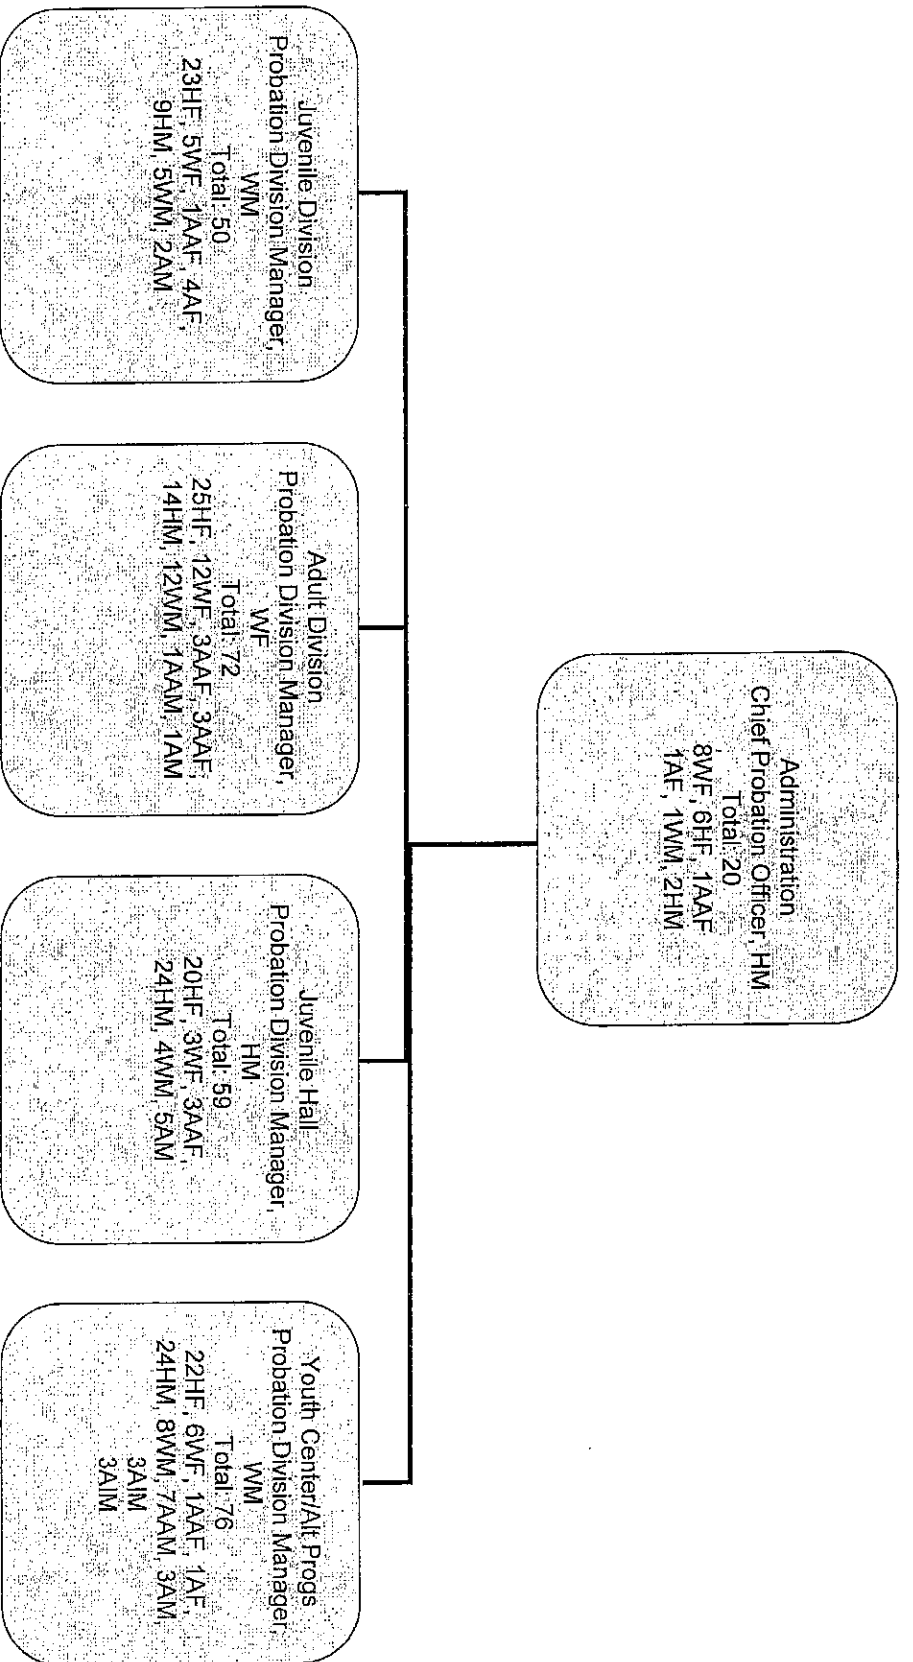 Administration
Chief Probation Officer, HM
Total: 20
8WF, 6HF, 1AAF
1AF, 1WM, 2HM
Juvenile Division
Probation Division Manager,
WM
Total: 50
23HF, 5WF, 1AAF, 4AF,
9HM, 5WM, 2AM
Adult Division
Probation Division Manager,
WF
Total: 72
25HF, 12WF, 3AAF, 3AAF,
14HM, 12WM, 1AAM, 1AM
Juvenile Hall
Probation Division Manager,
HM
Total: 59
20HF, 3WF, 3AAF,
24HM, 4WM, 5AM
Youth Center/Alt Progs
Probation Division Manager,
WM
Total: 76
22HF, 6WF, 1AAF, 1AF,
24HM, 8WM, 7AAM, 3AM,
3AIM
3AIM